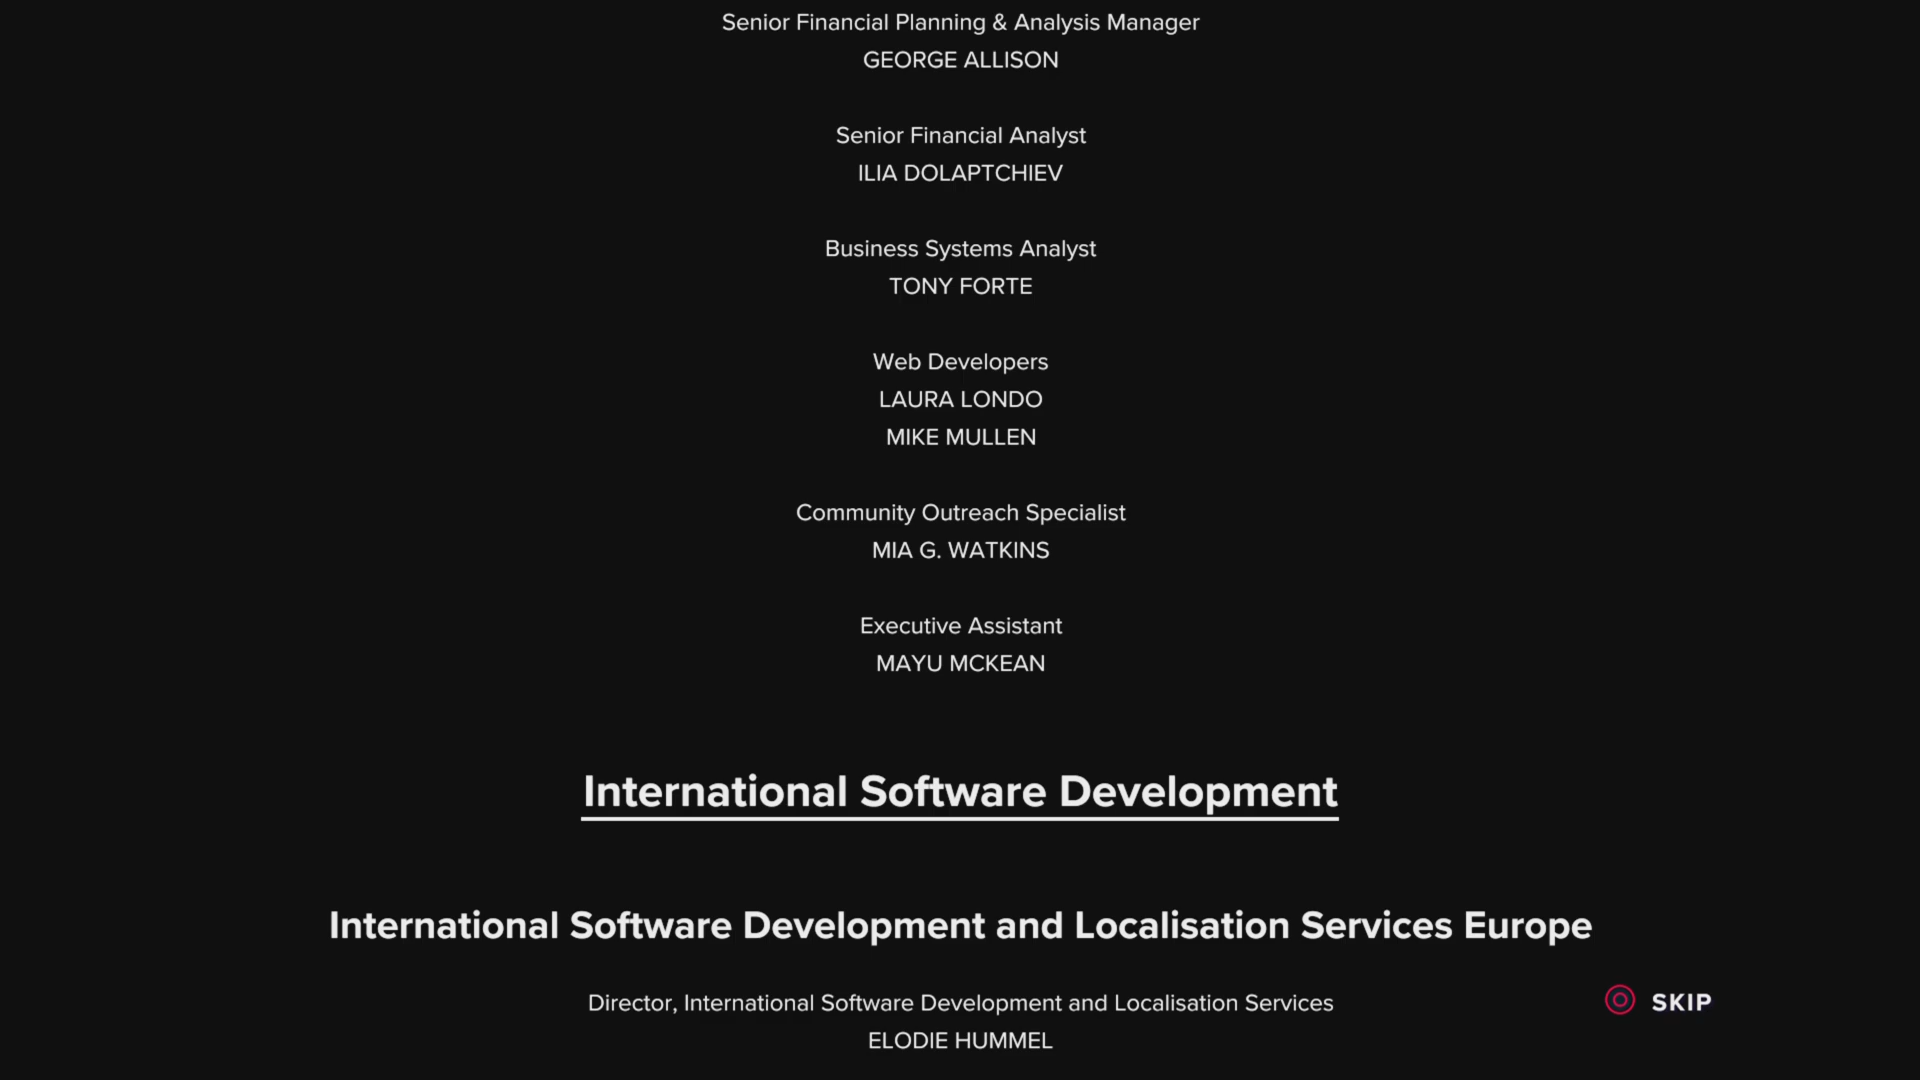 Senior Financial Planning & Analysis Manager
GEORGE ALLISON
Senior Financial Analyst
ILIA DOLAPTCHIEV
Business Systems Analyst
TONY FORTE
Web Developers
LAURA LONDO
MIKE MULLEN
Community Outreach Specialist
MIA G. WATKINS
Executive Assistant
MAYU MCKEAN
International Software Development
International Software Development and Localisation Services Europe
Director, International Software Development and Localisation Services
ELODIE HUMMEL
SKIP